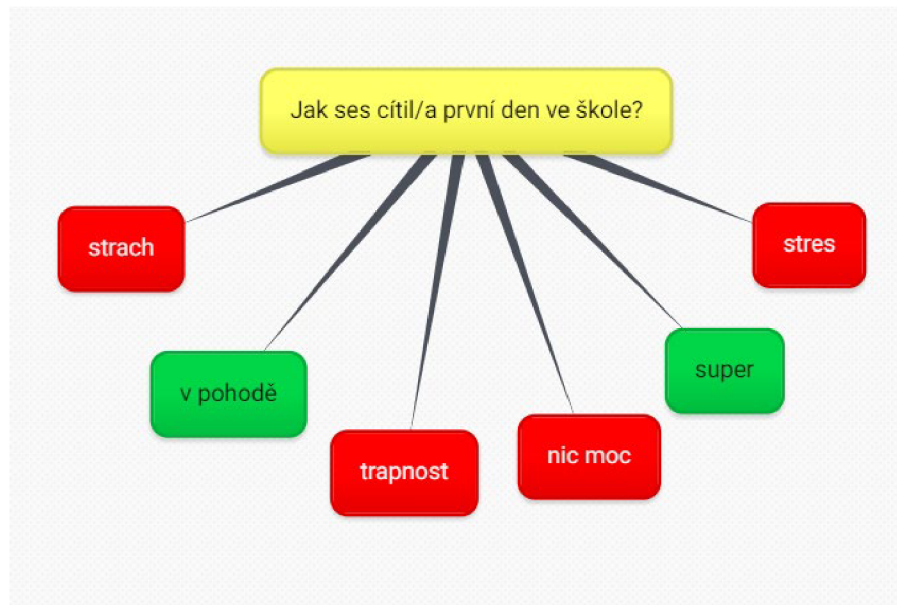 Jak ses cítil/a první den ve škole?
strach
stres
v pohodě
super
trapnost
nic moc